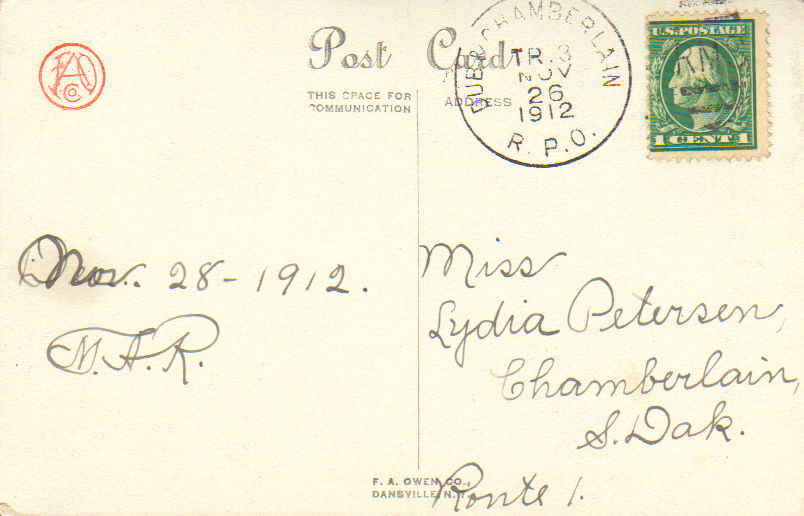 Post Card
THIS SPACE FOR
COMMUNICATION
ADDRESS
CHAMBERLAIN
TR. 3
NOV
26
1912
R. P. O.
U.S. POSTAGE
1 CENT 1
Nov. 28-1912.
Miss
Lydia Petersen,
Chamberlain,
S. Dak.
Route 1.
F. A. OWEN CO.,
DANSVILLE, N.Y.